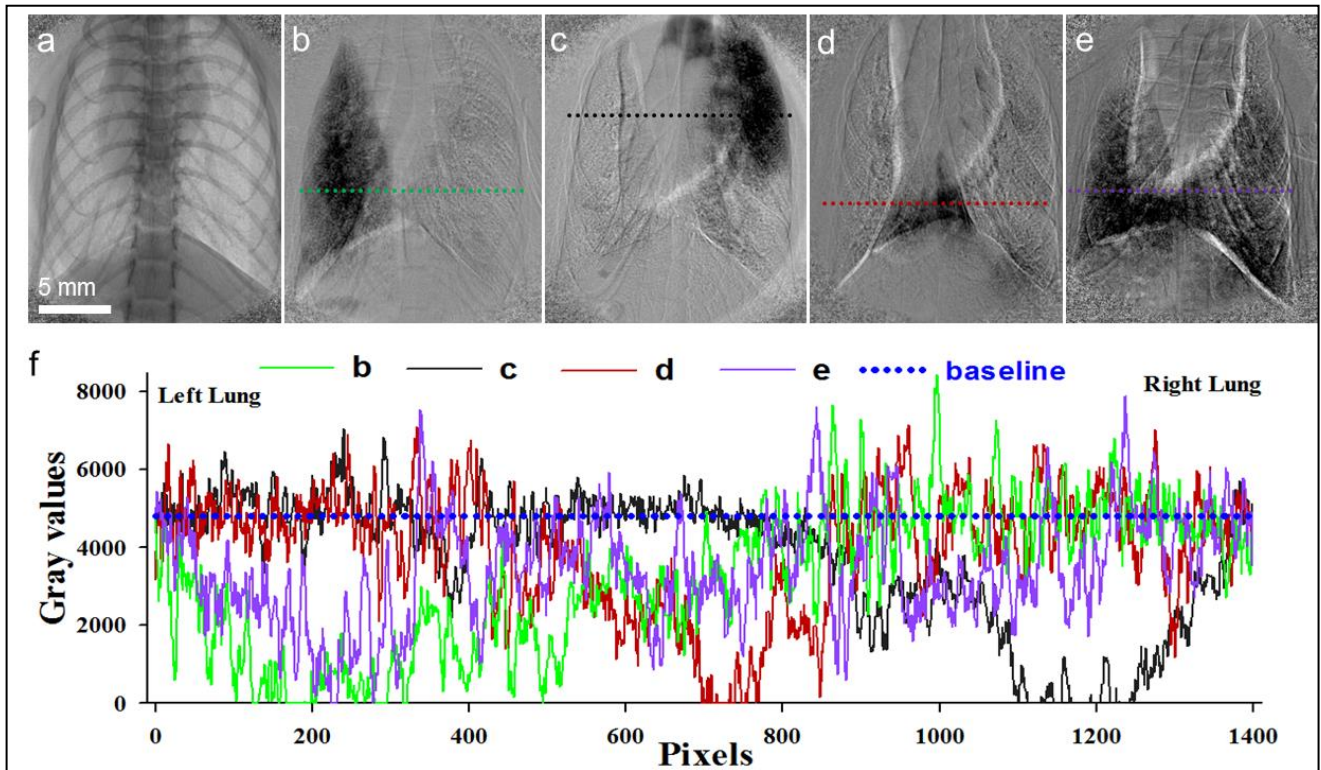 a
b
c
d
e
5 mm
f
b
c
d
e
baseline
Left Lung
Right Lung
Gray values
8000
6000
4000
2000
0
0
200
400
600
800
1000
1200
1400
Pixels